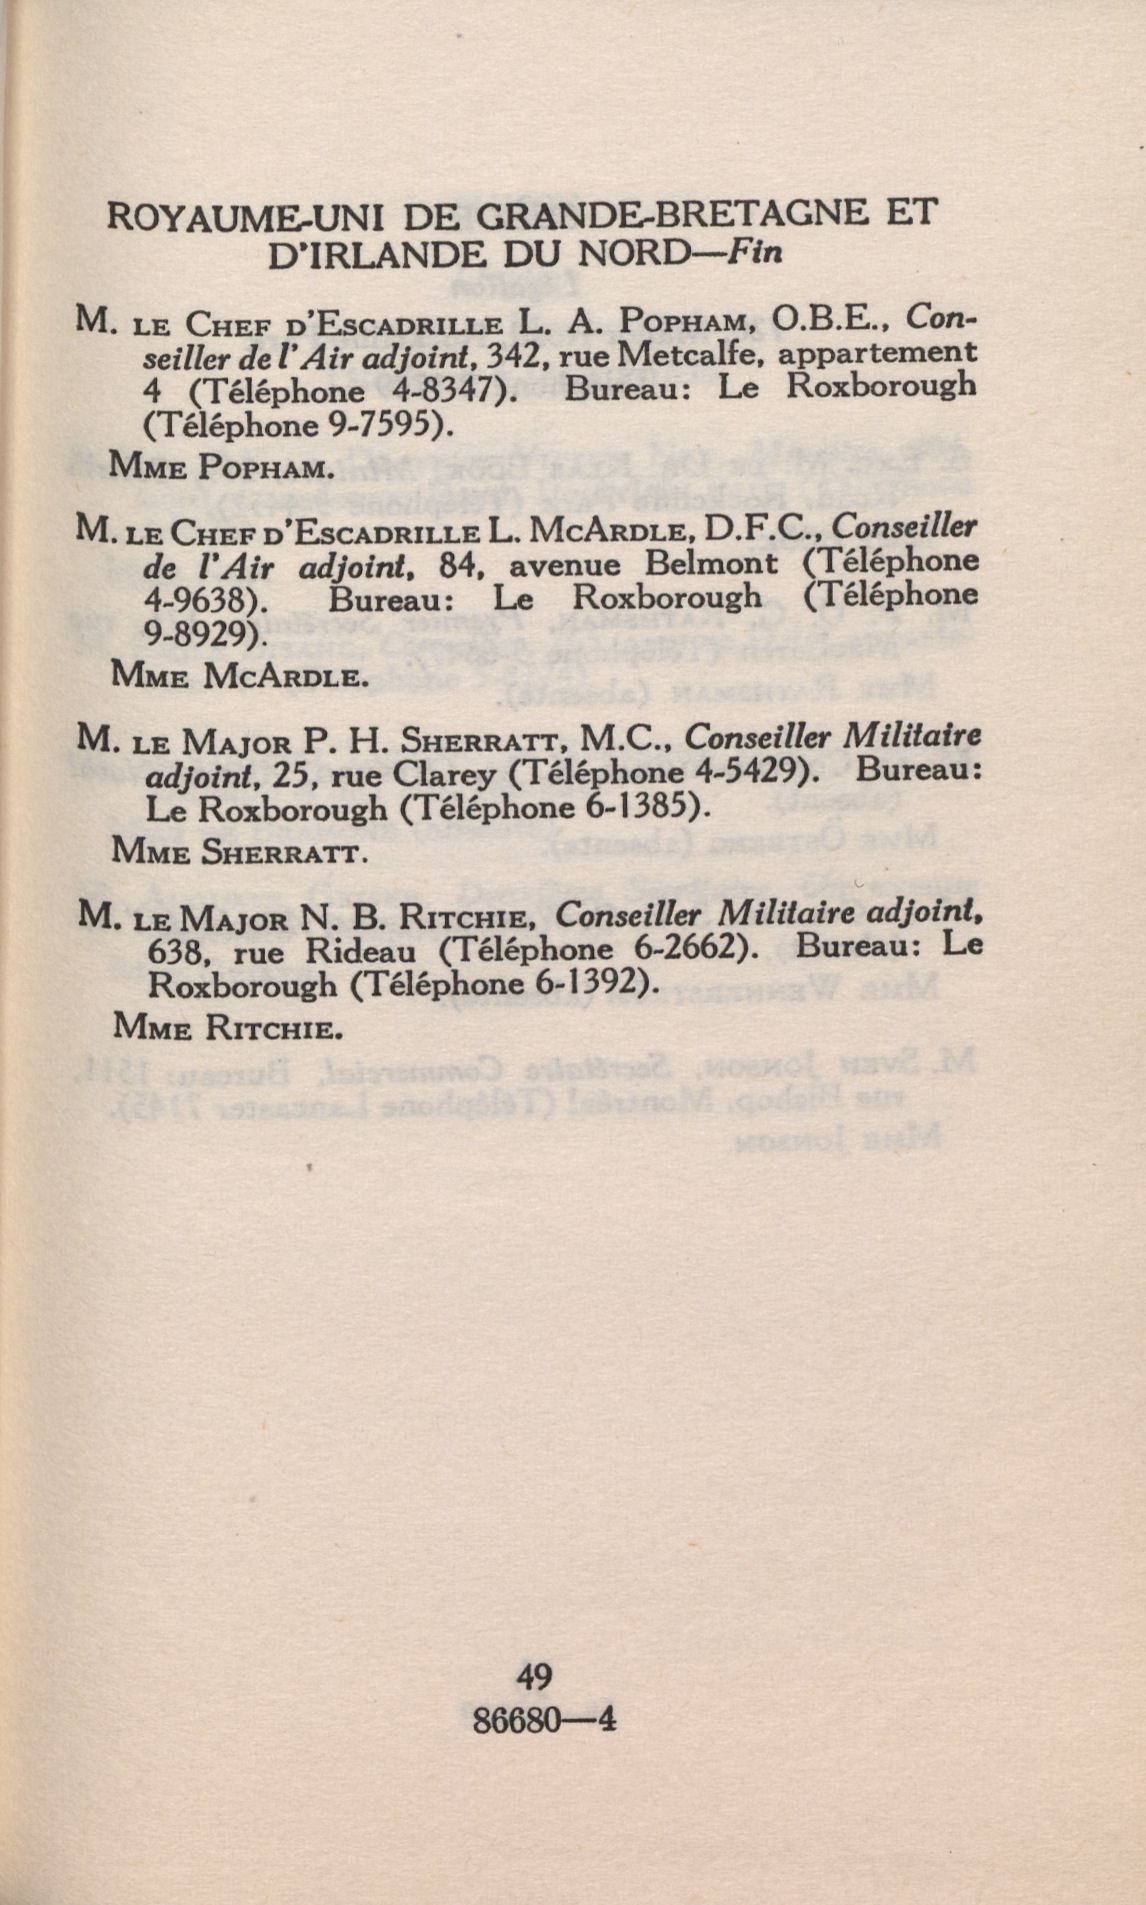 ROYAUME-UNI DE GRANDE-BRETAGNE ET
D'IRLANDE DU NORD—Fin
M. LE CHEF D'ESCADRILLE L. A. POPHAM, O.B.E., Con-
seiller de l'Air adjoint, 342, rue Metcalfe, appartement
4 (Téléphone 4-8347). Bureau: Le Roxborough
(Téléphone 9-7595).
MME POPHAM.
M. LE CHEF D'ESCADRILLE L. MCARDLE, D.F.C., Conseiller
de l'Air adjoint, 84, avenue Belmont (Téléphone
4-9638). Bureau: Le Roxborough (Téléphone
9-8929).
MME MCARDLE.
M. LE MAJOR P. H. SHERRATT, M.C., Conseiller Militaire
adjoint, 25, rue Clarey (Téléphone 4-5429). Bureau:
Le Roxborough (Téléphone 6-1385).
MME SHERRATT.
M. LE MAJOR N. B. RITCHIE, Conseiller Militaire adjoint,
638, rue Rideau (Téléphone 6-2662). Bureau: Le
Roxborough (Téléphone 6-1392).
MME RITCHIE.
49
86680—4